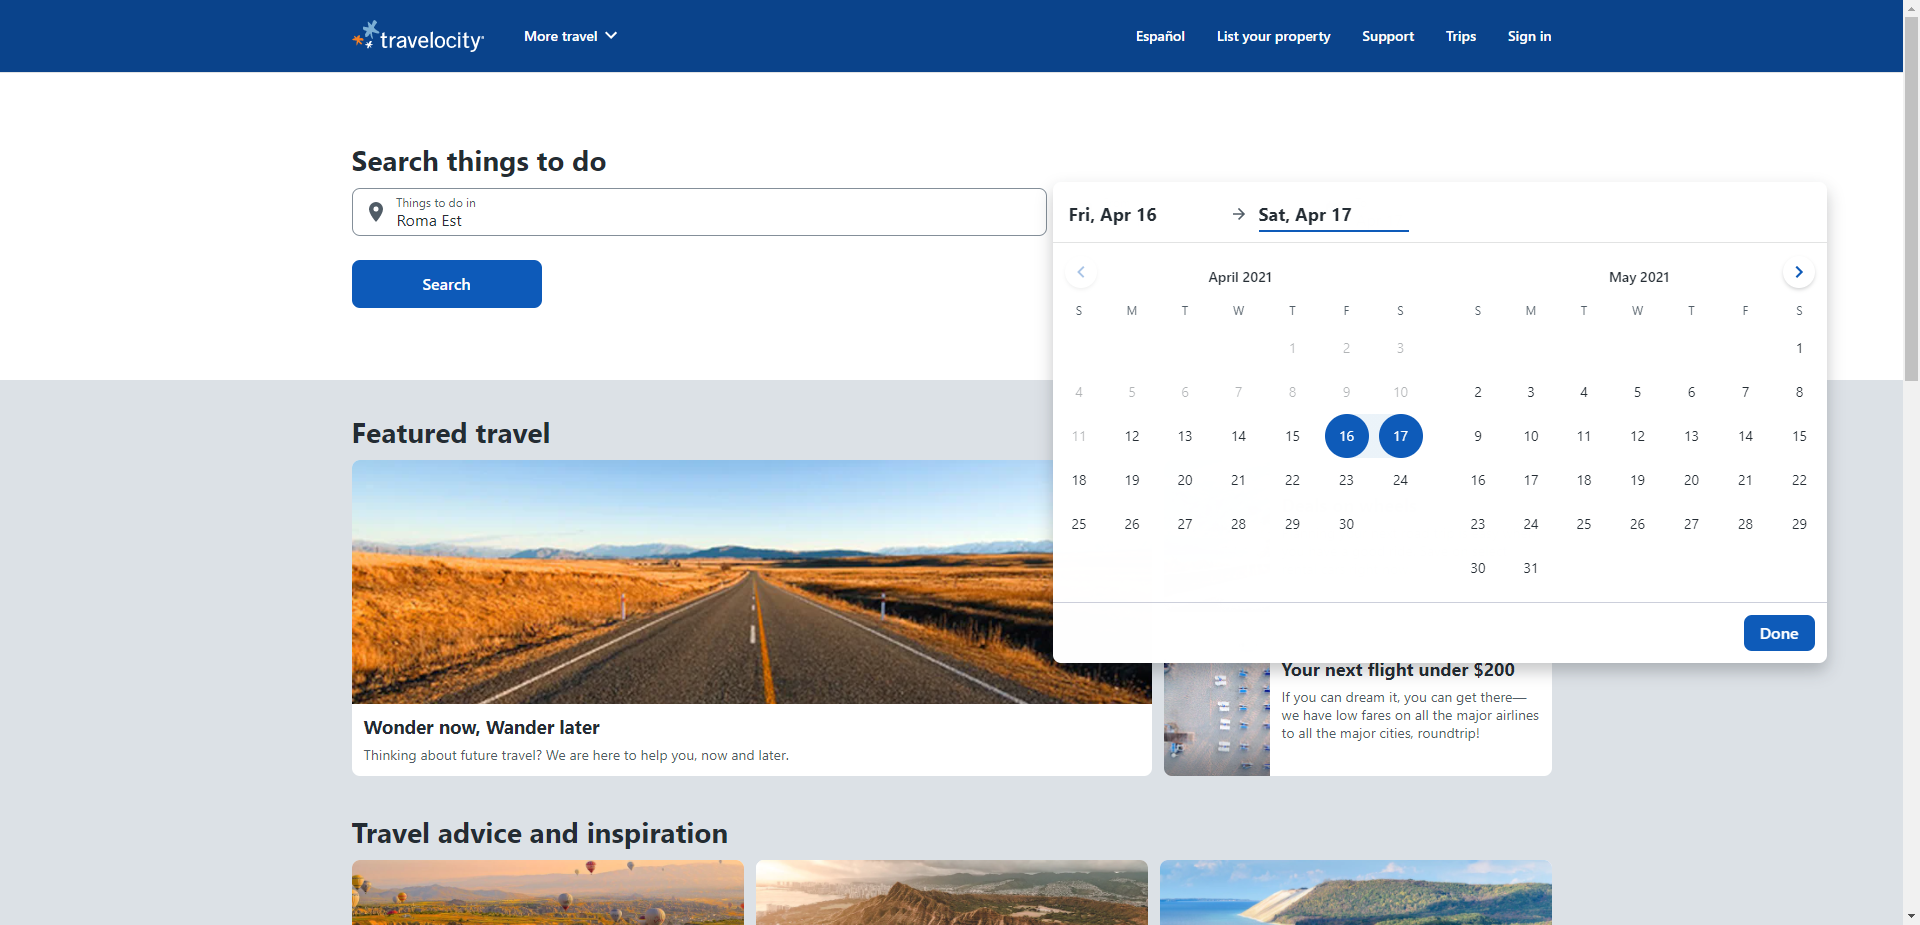 travelocity
More travel
Español
List your property
Support
Trips
Sign in
Search things to do
Things to do in
Roma Est
Search
Fri, Apr 16
Sat, Apr 17
April 2021
S M T W T F S
1 2 3
4 5 6 7 8 9 10
11 12 13 14 15 16 17
18 19 20 21 22 23 24
25 26 27 28 29 30
May 2021
S M T W T F S
1
2 3 4 5 6 7 8
9 10 11 12 13 14 15
16 17 18 19 20 21 22
23 24 25 26 27 28 29
30 31
Done
Featured travel
Wonder now, Wander later
Thinking about future travel? We are here to help you, now and later.
Your next flight under $200
If you can dream it, you can get there—
we have low fares on all the major airlines
to all the major cities, roundtrip!
Travel advice and inspiration